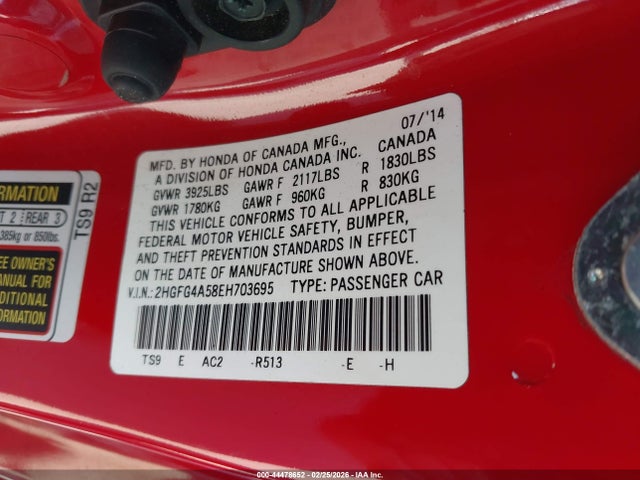 07/'14
MFD. BY HONDA OF CANADA MFG., CANADA
A DIVISION OF HONDA CANADA INC.
GVWR 3925LBS GAWR F 2117LBS R 1830LBS
GVWR 1780KG GAWR F 960KG R 830KG
THIS VEHICLE CONFORMS TO ALL APPLICABLE
FEDERAL MOTOR VEHICLE SAFETY, BUMPER,
AND THEFT PREVENTION STANDARDS IN EFFECT
ON THE DATE OF MANUFACTURE SHOWN ABOVE.
V.I.N.: 2HGFG4A58EH703695 TYPE: PASSENGER CAR
TS9 E AC2 -R513 -E -H
ORMATION
2 REAR 3
385kg or 850lbs.
TS9 R2
EE OWNER'S
ANUAL FOR
DDITIONAL
FORMATION
000-44478652 - 02/25/2026 - IAA Inc.